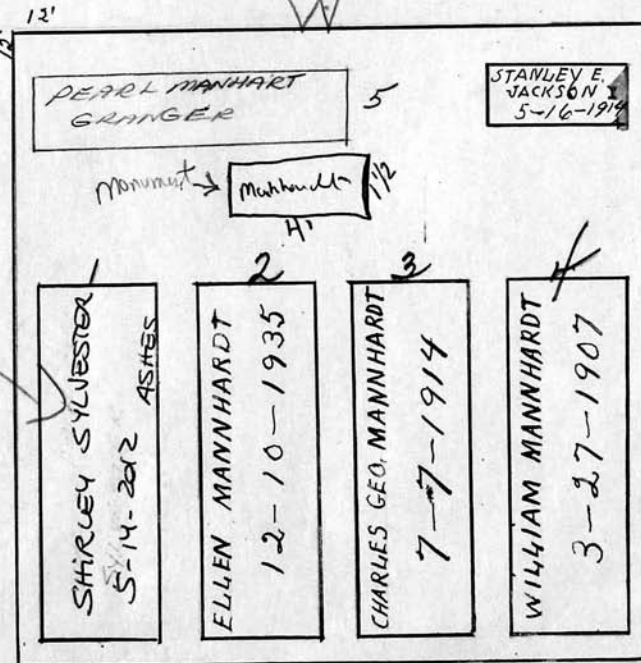 12'
W
12'
PEARL MANHART
GRANGER
5
STANLEY E.
JACKSON
5-16-1914
Monument →
1 1/2
4'
1
2
3
4
SHIRLEY SYLVESTER
5-14-2012
ASHES
ELLEN MANNHARDT
12-10-1935
CHARLES GEO. MANNHARDT
7-7-1914
WILLIAM MANNHARDT
3-27-1907